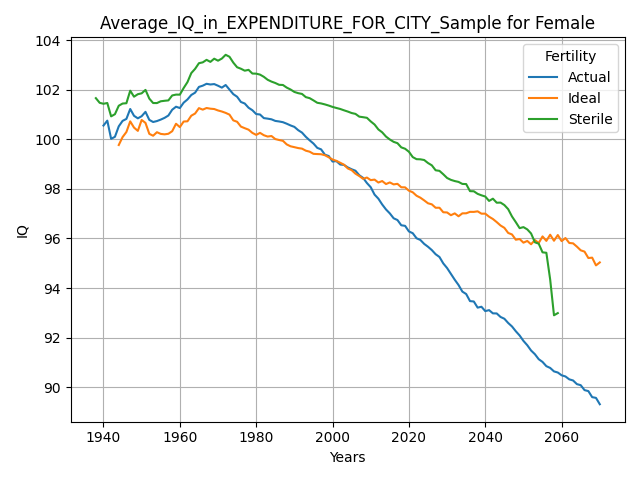 Average_IQ_in_EXPENDITURE_FOR_CITY_Sample for Female
104
102
100
98
96
94
92
90
IQ
1940
1960
1980
2000
2020
2040
2060
Years
Fertility
Actual
Ideal
Sterile